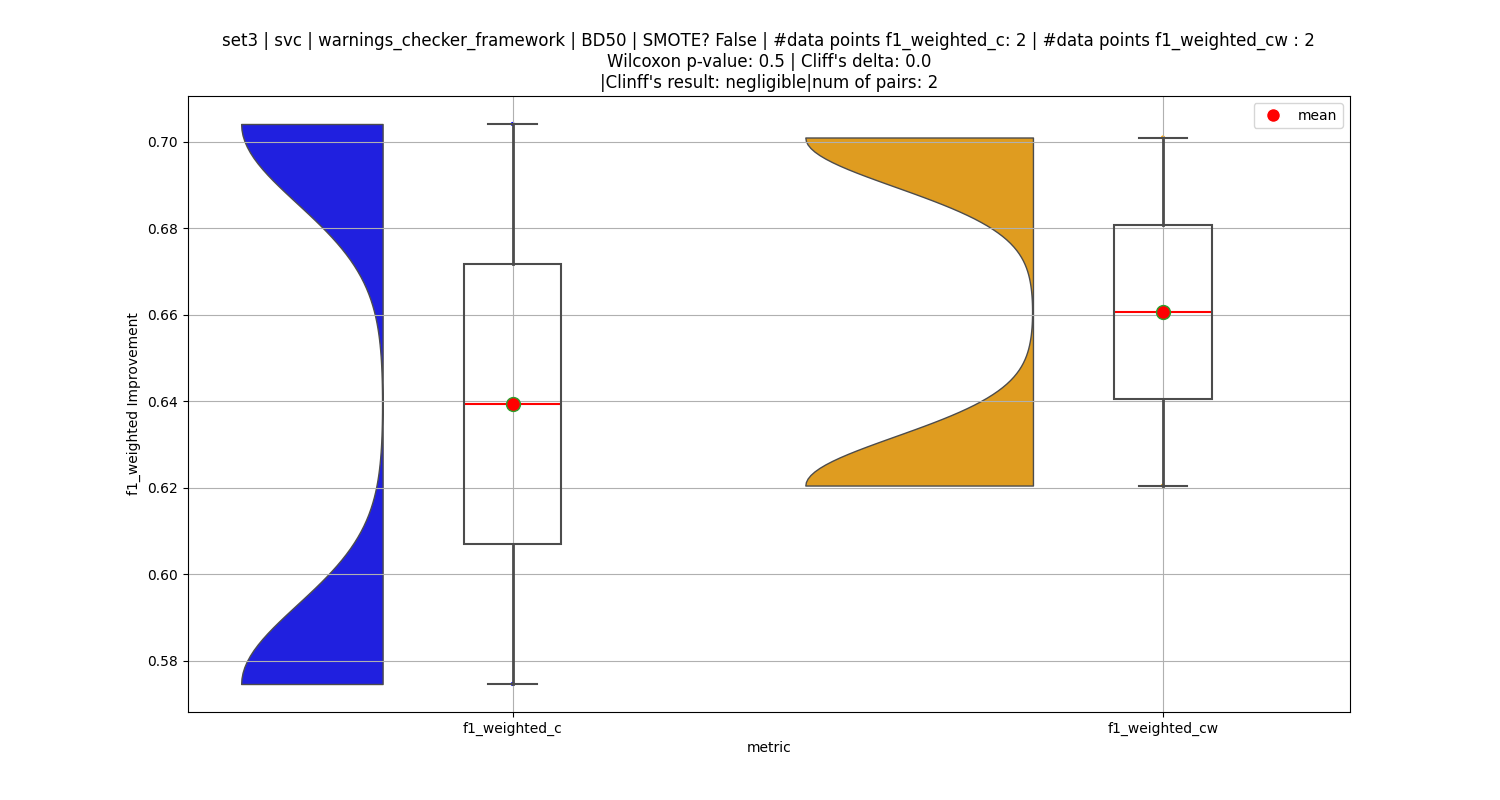 set3 | svc | warnings_checker_framework | BD50 | SMOTE? False | #data points f1_weighted_c: 2 | #data points f1_weighted_cw : 2
Wilcoxon p-value: 0.5 | Cliff's delta: 0.0
|Clinff's result: negligible|num of pairs: 2
mean
0.70
0.68
0.66
0.64
0.62
0.60
0.58
f1_weighted Improvement
f1_weighted_c
f1_weighted_cw
metric